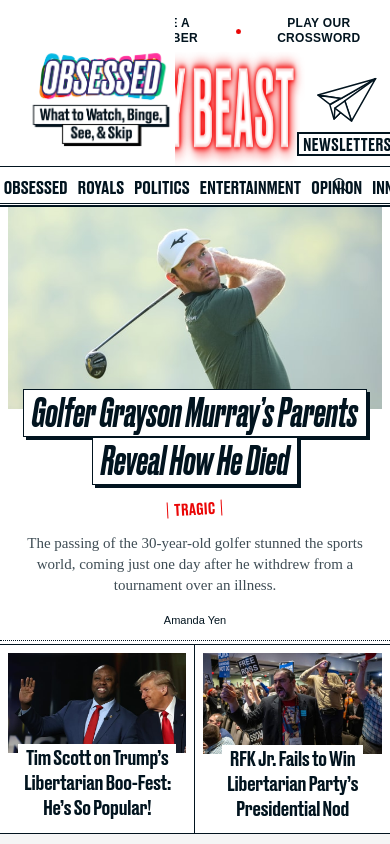 PLAY OUR
CROSSWORD
OBSESSED
What to Watch, Binge,
See, & Skip
BEAST
NEWSLETTERS
OBSESSED ROYALS POLITICS ENTERTAINMENT OPINION
Golfer Grayson Murray's Parents
Reveal How He Died
TRAGIC
The passing of the 30-year-old golfer stunned the sports
world, coming just one day after he withdrew from a
tournament over an illness.
Amanda Yen
FREE
ROSS
Tim Scott on Trump's
Libertarian Boo-Fest:
He's So Popular!
RFK Jr. Fails to Win
Libertarian Party's
Presidential Nod